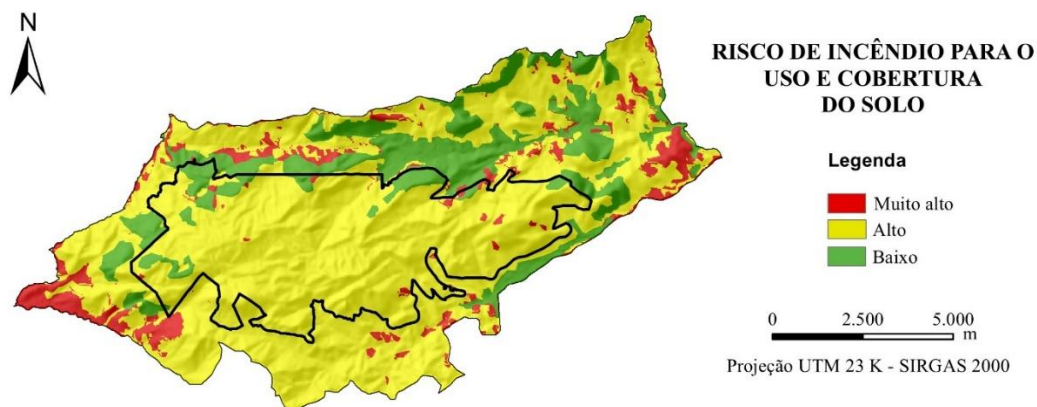 N
RISCO DE INCÊNDIO PARA O
USO E COBERTURA
DO SOLO
Legenda
Muito alto
Alto
Baixo
0 2.500 5.000
m
Projeção UTM 23 K - SIRGAS 2000